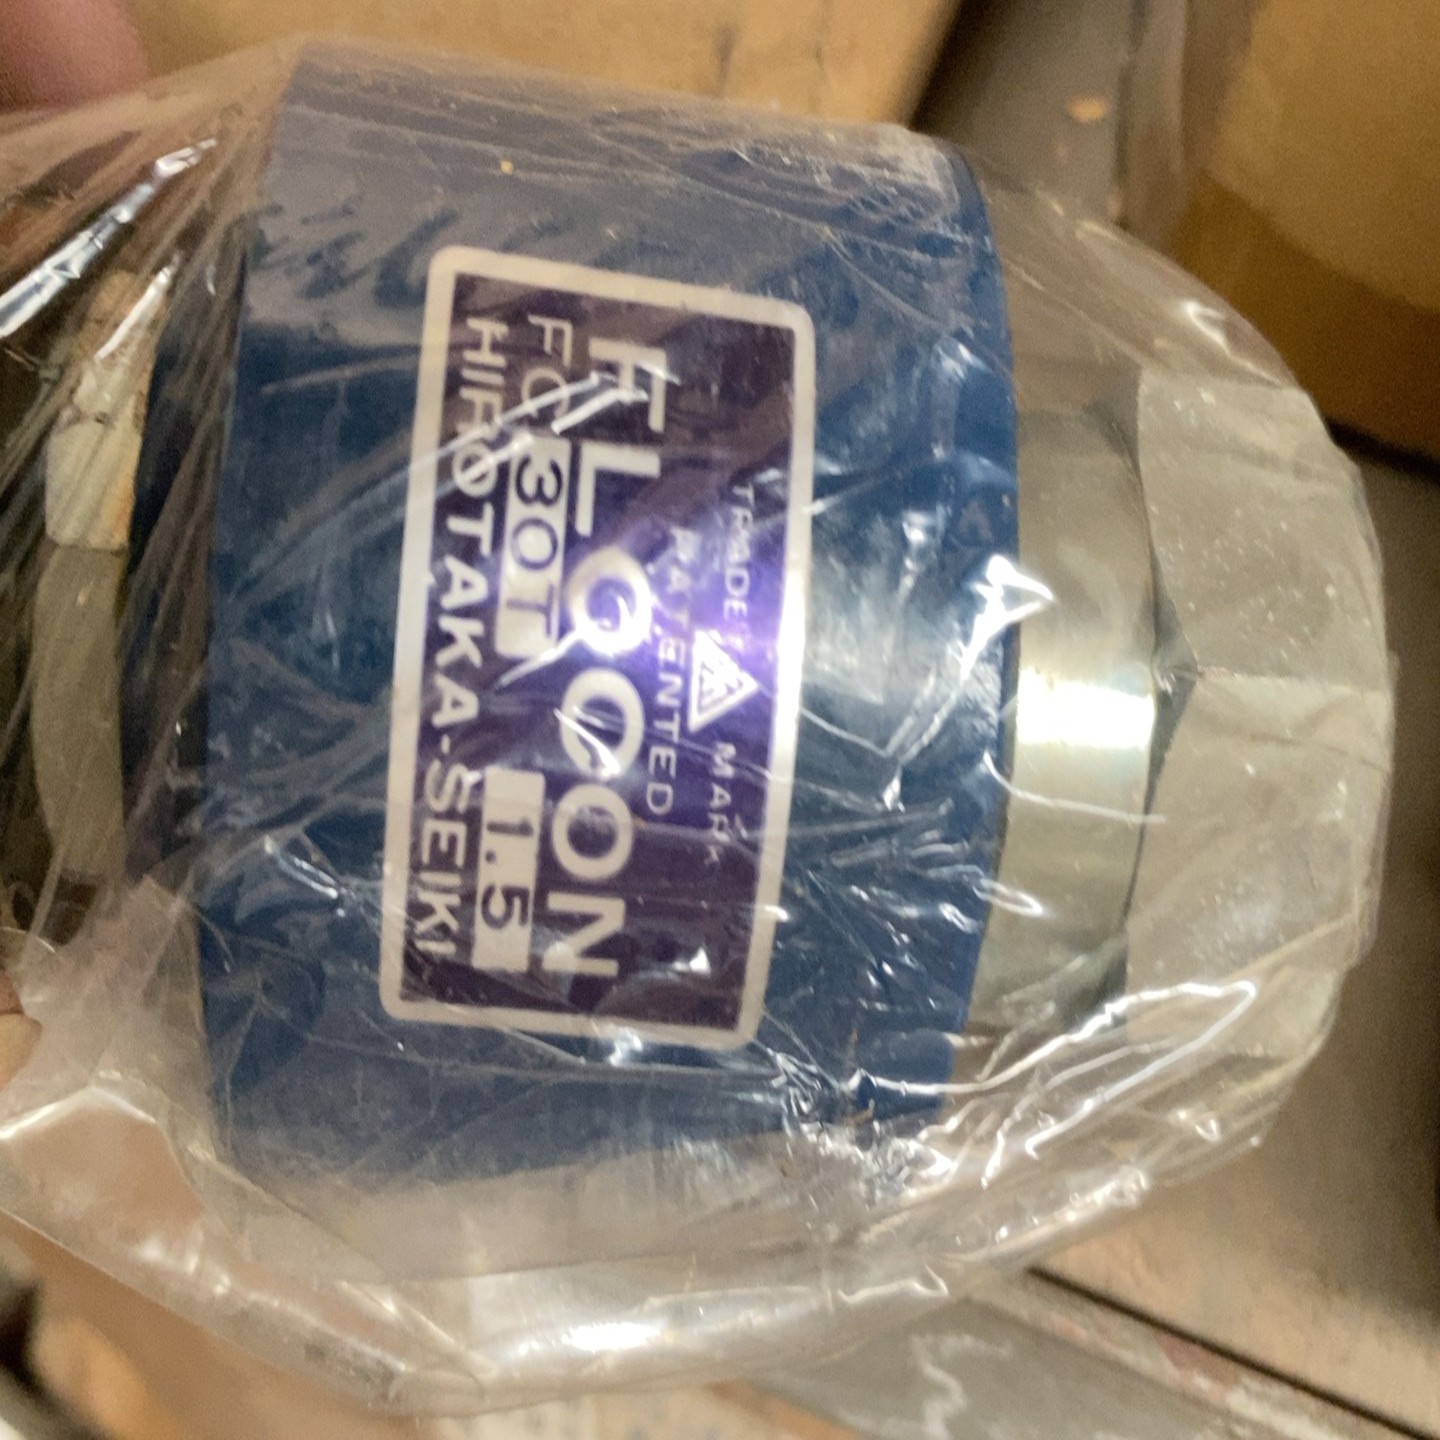 TRADE MARK
PATENTED
FLOCON
FC 30T 1.5
HIROTAKA-SEIKI